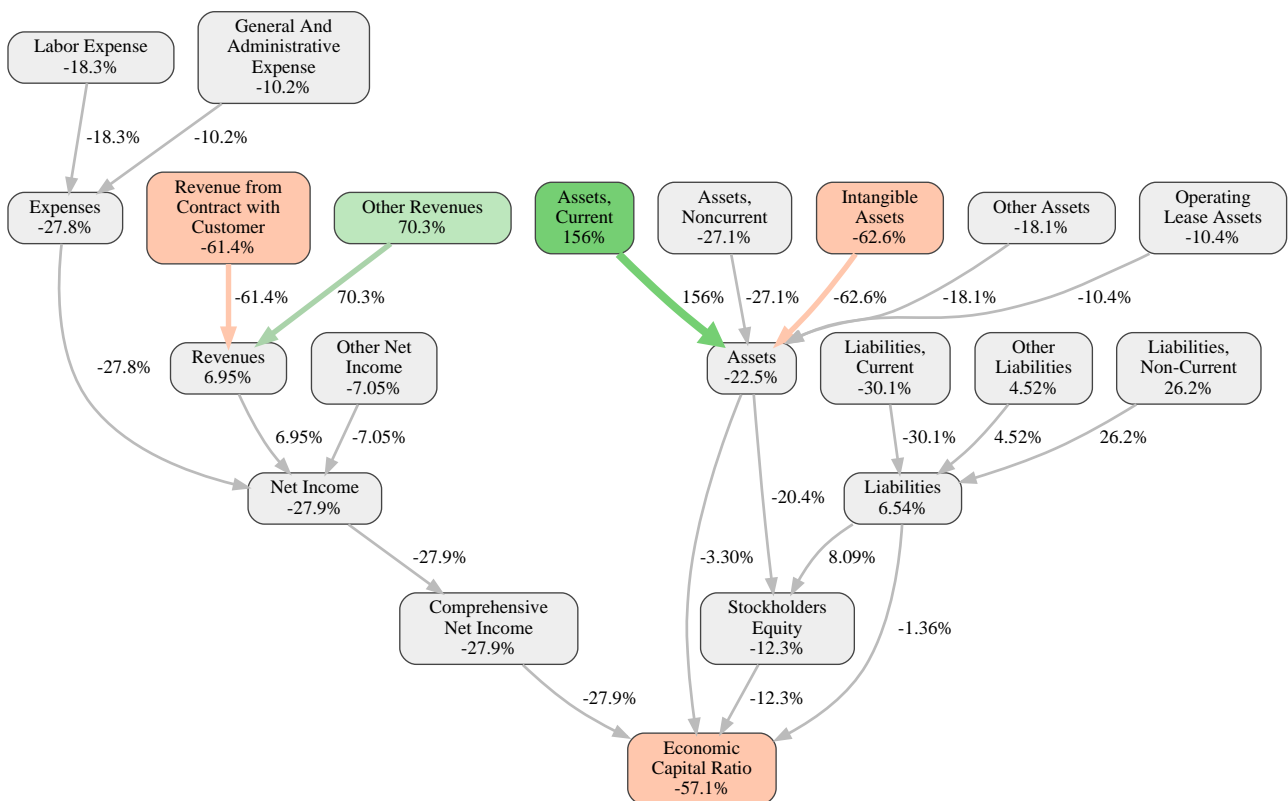 Labor Expense
-18.3%
General And
Administrative
Expense
-10.2%
-18.3%
-10.2%
Expenses
-27.8%
Revenue from
Contract with
Customer
-61.4%
Other Revenues
70.3%
Assets,
Current
156%
Assets,
Noncurrent
-27.1%
Intangible
Assets
-62.6%
Other Assets
-18.1%
Operating
Lease Assets
-10.4%
-61.4%
70.3%
156%
-27.1%
-62.6%
-18.1%
-10.4%
-27.8%
Revenues
6.95%
Other Net
Income
-7.05%
Assets
-22.5%
Liabilities,
Current
-30.1%
Other
Liabilities
4.52%
Liabilities,
Non-Current
26.2%
6.95%
-7.05%
-30.1%
4.52%
26.2%
Net Income
-27.9%
-20.4%
Liabilities
6.54%
-27.9%
-3.30%
8.09%
Comprehensive
Net Income
-27.9%
Stockholders
Equity
-12.3%
-1.36%
-27.9%
-12.3%
Economic
Capital Ratio
-57.1%